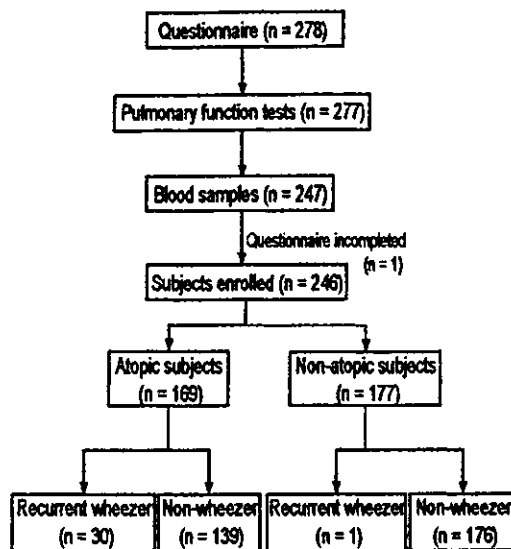 Questionnaire (n = 278)
Pulmonary function tests (n = 277)
Blood samples (n = 247)
Questionnaire incompleted
(n = 1)
Subjects enrolled (n = 246)
Atopic subjects
(n = 169)
Non-atopic subjects
(n = 177)
Recurrent wheezer
(n = 30)
Non-wheezer
(n = 139)
Recurrent wheezer
(n = 1)
Non-wheezer
(n = 176)